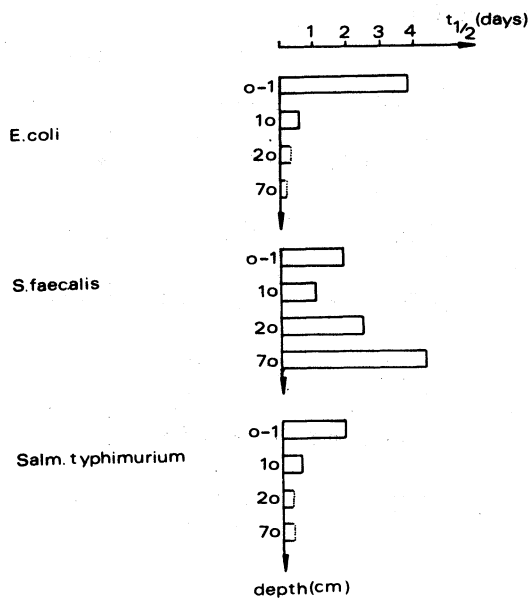 t1/2 (days)
1 2 3 4
E.coli
o-1
1o
2o
7o
S.faecalis
o-1
1o
2o
7o
Salm. typhimurium
o-1
1o
2o
7o
depth(cm)